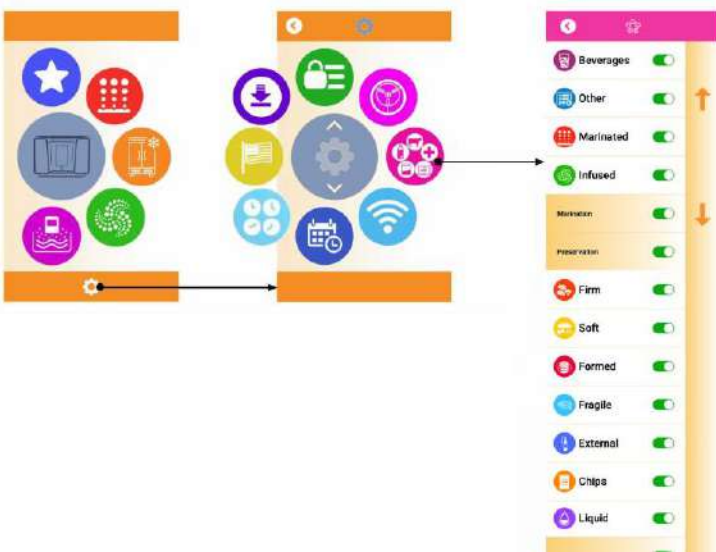 Beverages
Other
Marinated
Infused
Marination
Preservation
Firm
Soft
Formed
Fragile
External
Chips
Liquid